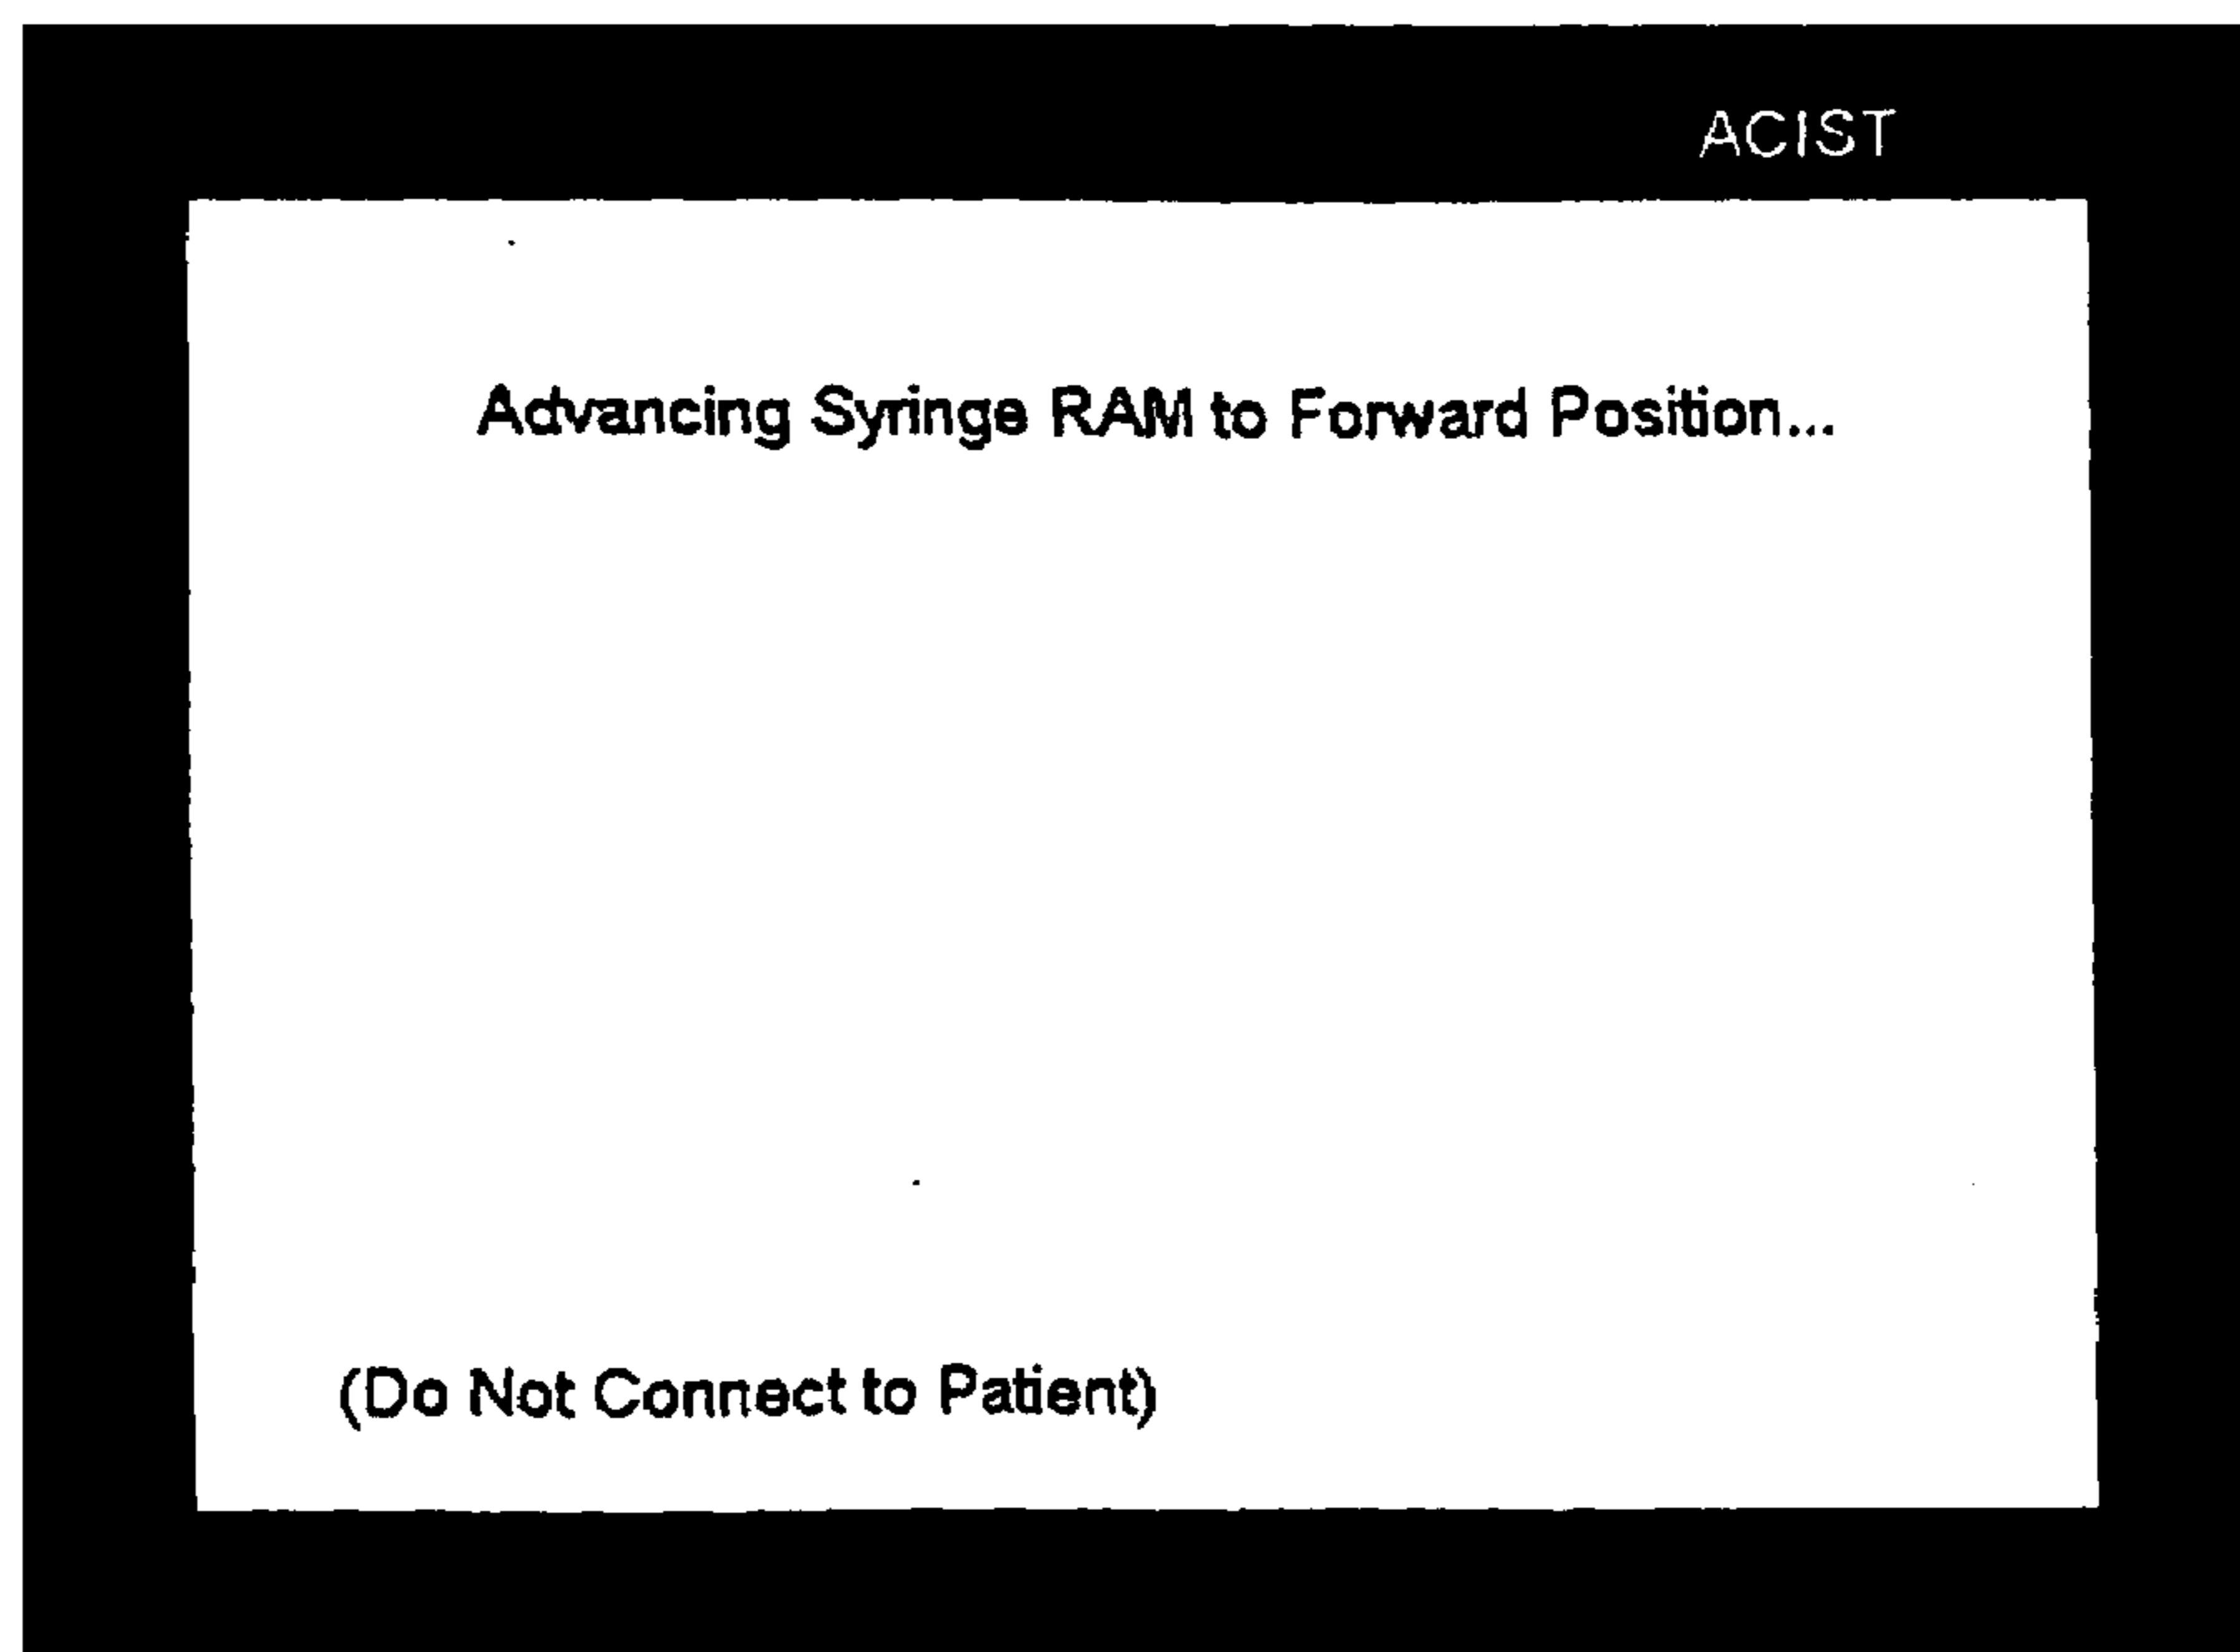 ACIST
Advancing Syringe RAM to Forward Position...
(Do Not Connect to Patient)